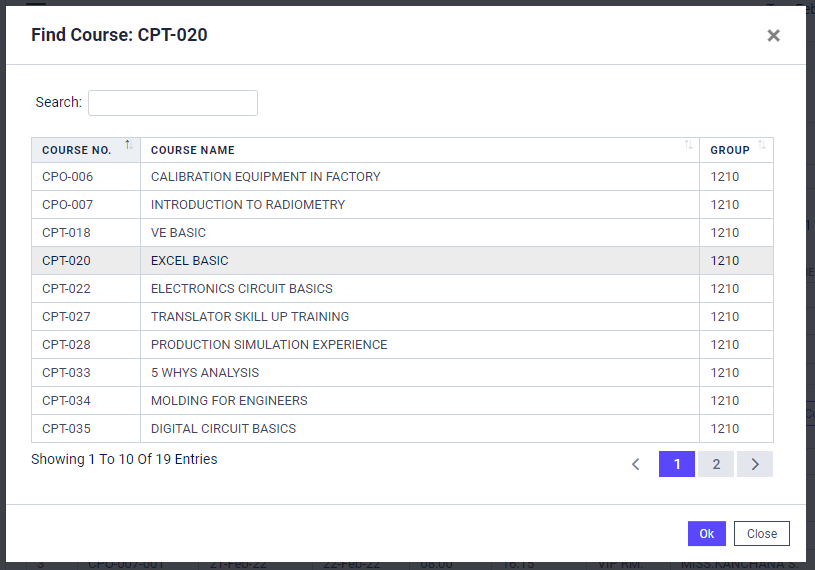 Find Course: CPT-020
Search:
COURSE NO. COURSE NAME GROUP
CPO-006 CALIBRATION EQUIPMENT IN FACTORY 1210
CPO-007 INTRODUCTION TO RADIOMETRY 1210
CPT-018 VE BASIC 1210
CPT-020 EXCEL BASIC 1210
CPT-022 ELECTRONICS CIRCUIT BASICS 1210
CPT-027 TRANSLATOR SKILL UP TRAINING 1210
CPT-028 PRODUCTION SIMULATION EXPERIENCE 1210
CPT-033 5 WHYS ANALYSIS 1210
CPT-034 MOLDING FOR ENGINEERS 1210
CPT-035 DIGITAL CIRCUIT BASICS 1210
Showing 1 To 10 Of 19 Entries
1 2
Ok Close
3 CPO-007-001 21-Feb-22 22-Feb-22 08:00 16:15 VIP RM. MISS.KANCHANA S.